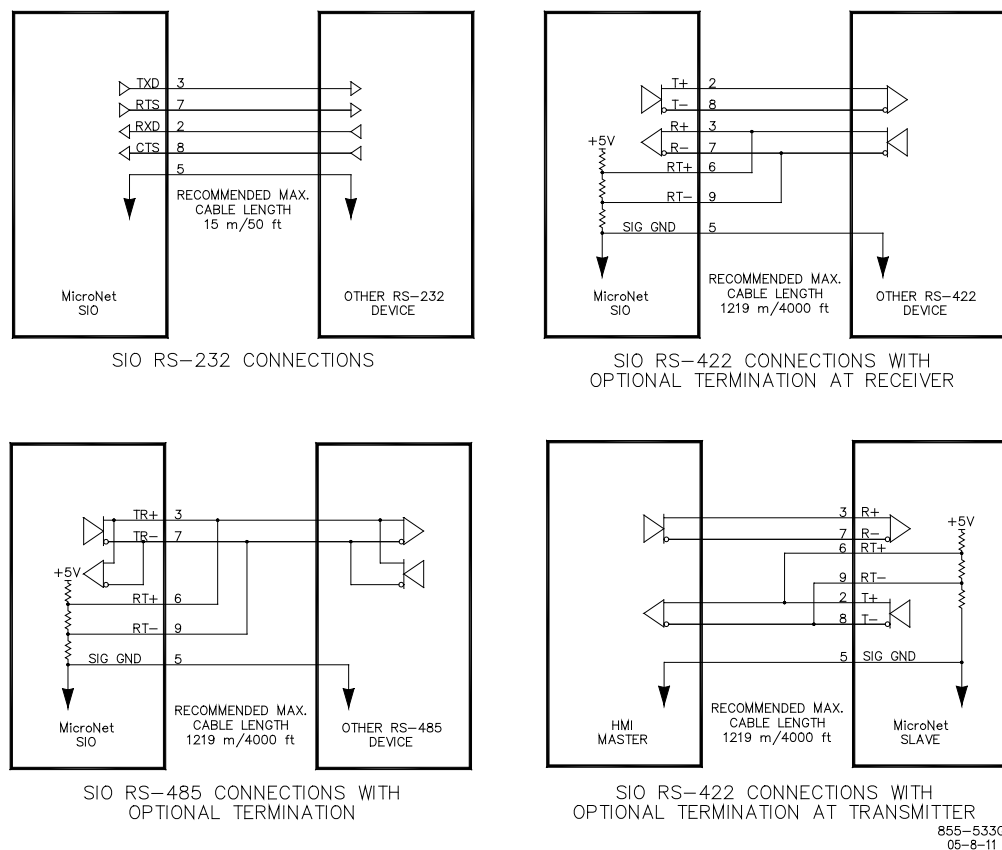 TXD 3
RTS 7
RXD 2
CTS 8
5
RECOMMENDED MAX.
CABLE LENGTH
15 m/50 ft
MicroNet
SIO
OTHER RS-232
DEVICE
SIO RS-232 CONNECTIONS
T+ 2
T- 8
R+ 3
+5V
R- 7
RT+ 6
RT- 9
SIG GND 5
RECOMMENDED MAX.
CABLE LENGTH
1219 m/4000 ft
MicroNet
SIO
OTHER RS-422
DEVICE
SIO RS-422 CONNECTIONS WITH
OPTIONAL TERMINATION AT RECEIVER
TR+ 3
TR- 7
+5V
RT+ 6
RT- 9
SIG GND 5
RECOMMENDED MAX.
CABLE LENGTH
1219 m/4000 ft
MicroNet
SIO
OTHER RS-485
DEVICE
SIO RS-485 CONNECTIONS WITH
OPTIONAL TERMINATION
3 R+
+5V
7 R-
6 RT+
9 RT-
2 T+
8 T-
5 SIG GND
RECOMMENDED MAX.
CABLE LENGTH
1219 m/4000 ft
HMI
MASTER
MicroNet
SLAVE
SIO RS-422 CONNECTIONS WITH
OPTIONAL TERMINATION AT TRANSMITTER
05-8-11